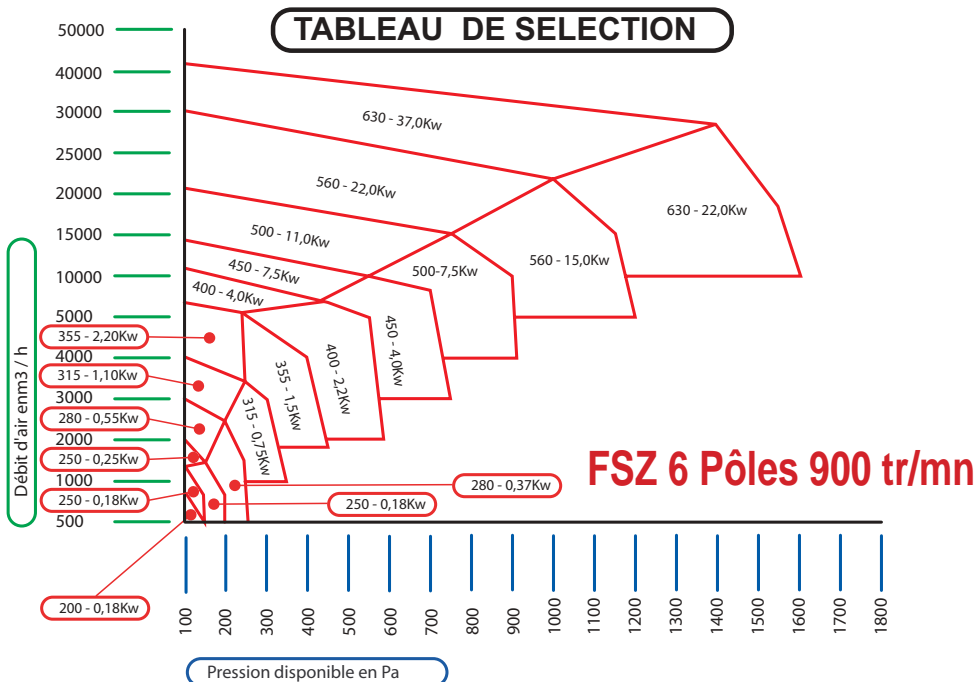 TABLEAU DE SELECTION
50000
40000
30000
25000
20000
15000
10000
5000
4000
3000
2000
1000
500
Débit d'air enm3 / h
630 - 37,0Kw
560 - 22,0Kw
630 - 22,0Kw
500 - 11,0Kw
560 - 15,0Kw
450 - 7,5Kw
500-7,5Kw
400 - 4,0Kw
450 - 4,0Kw
400 - 2,2Kw
355 - 1,5Kw
315 - 0,75Kw
355 - 2,20Kw
315 - 1,10Kw
280 - 0,55Kw
250 - 0,25Kw
250 - 0,18Kw
280 - 0,37Kw
250 - 0,18Kw
200 - 0,18Kw
FSZ 6 Pôles 900 tr/mn
100
200
300
400
500
600
700
800
900
1000
1100
1200
1300
1400
1500
1600
1700
1800
Pression disponible en Pa